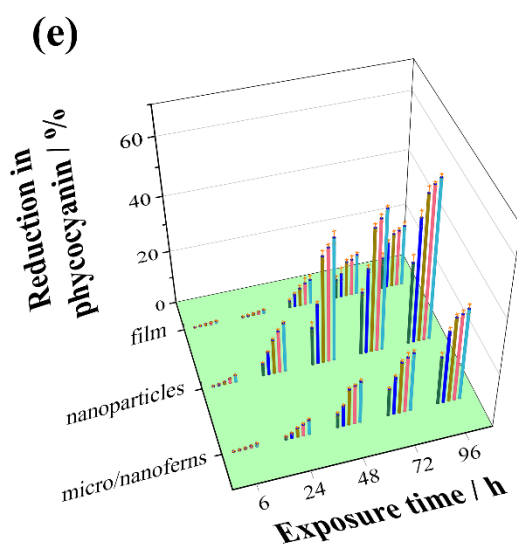 (e)
Reduction in
phycocyanin / %
60
40
20
0
film
nanoparticles
micro/nanoferns
6
24
48
72
96
Exposure time / h